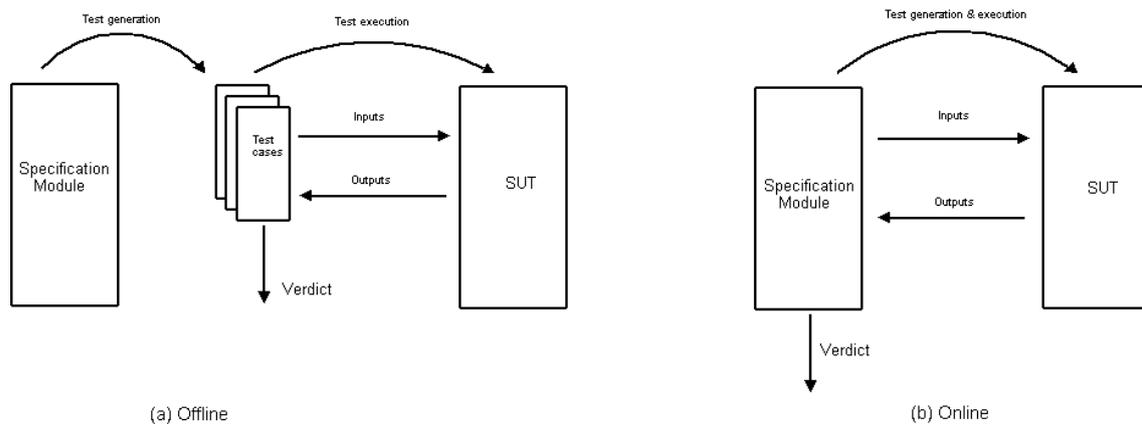 Test generation
Test execution
Specification
Module
Test
cases
Inputs
Outputs
SUT
Verdict
(a) Offline
Test generation & execution
Specification
Module
Inputs
Outputs
SUT
Verdict
(b) Online